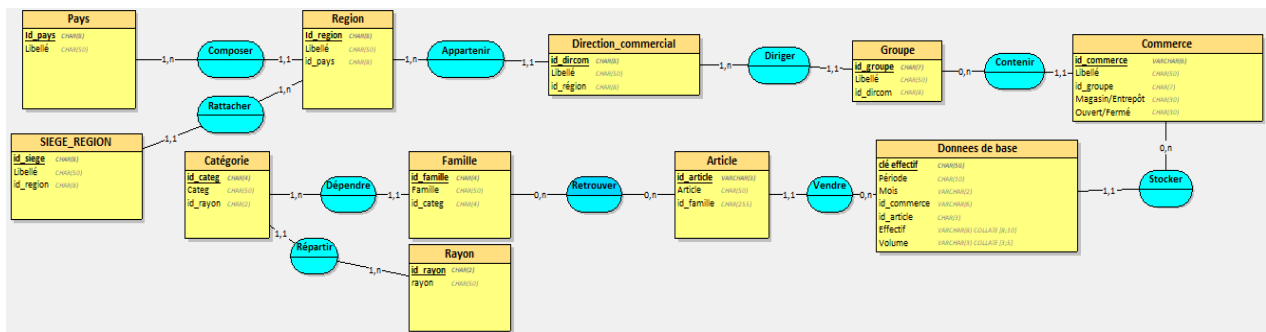 Pays
Id_pays CHAR(8)
Libellé CHAR(50)
1,n
Composer
1,1
Region
Id_region CHAR(8)
Libellé CHAR(50)
id_pays CHAR(8)
1,n
Appartenir
1,1
Direction_commercial
id_dircom CHAR(8)
Libellé CHAR(50)
id_région CHAR(8)
1,n
Diriger
1,1
Groupe
id_groupe CHAR(7)
Libellé CHAR(50)
id_dircom CHAR(8)
0,n
Contenir
1,1
Commerce
id_commerce VARCHAR(6)
Libellé CHAR(50)
id_groupe CHAR(7)
Magasin/Entrepôt CHAR(30)
Ouvert/Fermé CHAR(30)
1,n
Rattacher
1,1
SIEGE_REGION
id_siege CHAR(8)
Libellé CHAR(50)
id_region CHAR(8)
Catégorie
id_categ CHAR(4)
Categ CHAR(50)
id_rayon CHAR(2)
1,n
Dépendre
1,1
Famille
id_famille CHAR(4)
Famille CHAR(50)
id_categ CHAR(4)
0,n
Retrouver
0,n
Article
id_article VARCHAR(3)
Article CHAR(50)
id_famille CHAR(255)
1,1
Vendre
0,n
Donnees de base
clé effectif CHAR(50)
Période CHAR(10)
Mois VARCHAR(2)
id_commerce VARCHAR(6)
id_article CHAR(3)
Effectif VARCHAR(8) COLLATE [8;10]
Volume VARCHAR(3) COLLATE [3;5]
0,n
Stocker
1,1
1,1
Répartir
1,n
Rayon
id_rayon CHAR(2)
rayon CHAR(50)